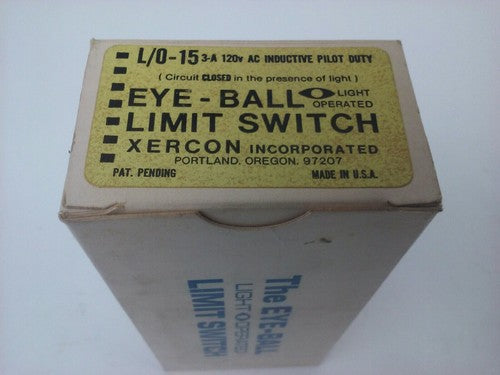 L/O-15 3-A 120v AC INDUCTIVE PILOT DUTY
( Circuit CLOSED in the presence of light )
EYE-BALL LIGHT OPERATED
LIMIT SWITCH
XERCON INCORPORATED
PORTLAND, OREGON. 97207
PAT. PENDING MADE IN U.S.A.
The EYE-BALL
LIGHT OPERATED
LIMIT SWITCH